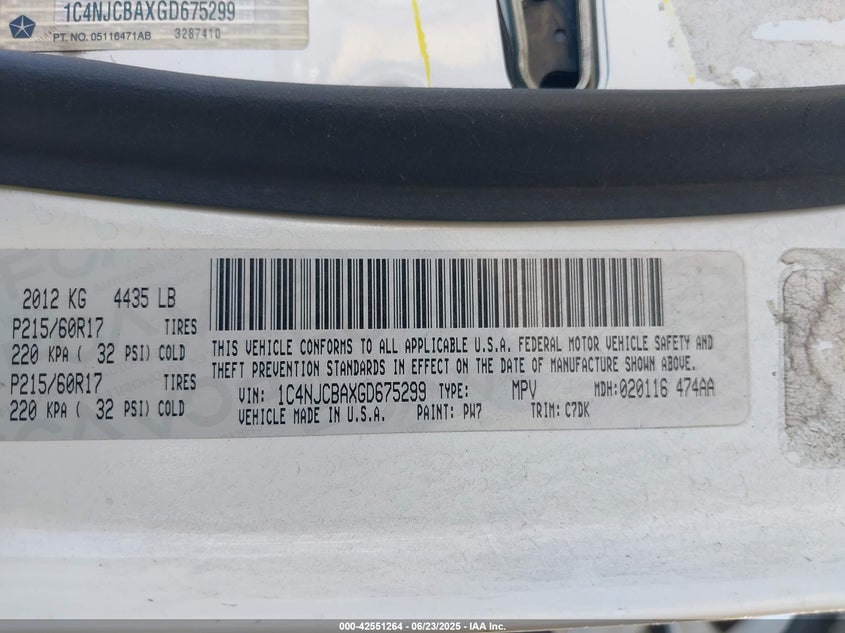 1C4NJCBAXGD675299
PT. NO. 05116471AB 3287410
2012 KG 4435 LB
P215/60R17 TIRES
220 KPA ( 32 PSI) COLD
P215/60R17 TIRES
220 KPA ( 32 PSI) COLD
THIS VEHICLE CONFORMS TO ALL APPLICABLE U.S.A. FEDERAL MOTOR VEHICLE SAFETY AND
THEFT PREVENTION STANDARDS IN EFFECT ON THE DATE OF MANUFACTURE SHOWN ABOVE.
VIN: 1C4NJCBAXGD675299 TYPE: MPV MDH:020116 474AA
VEHICLE MADE IN U.S.A. PAINT: PW7 TRIM: C7DK
000-42551264 - 06/23/2025 - IAA Inc.